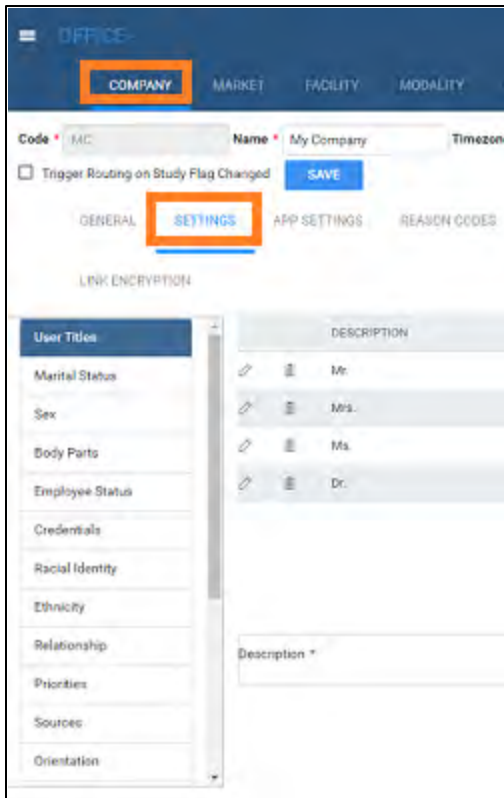 OFFICE-
COMPANY MARKET FACILITY MODALITY
Code * MC Name * My Company Timezone
Trigger Routing on Study Flag Changed SAVE
GENERAL SETTINGS APP SETTINGS REASON CODES
LINK ENCRYPTION
User Titles
DESCRIPTION
Marital Status
Mr.
Sex
Mrs.
Body Parts
Ms.
Employee Status
Dr.
Credentials
Racial Identity
Ethnicity
Relationship
Description *
Priorities
Sources
Orientation